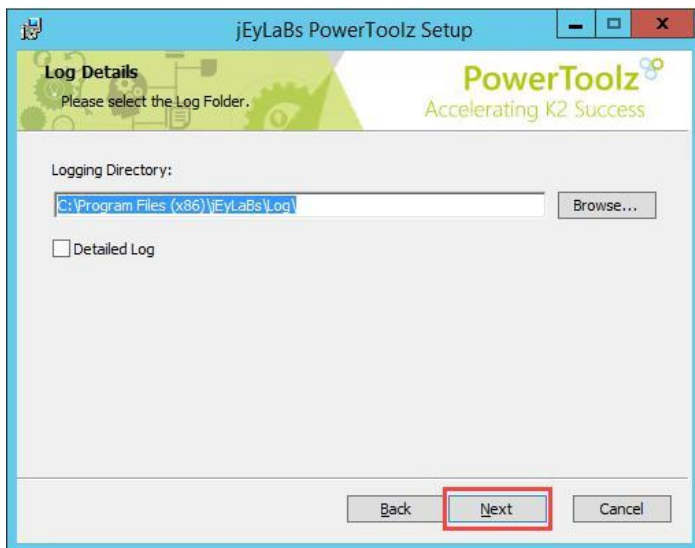 jEyLaBs PowerToolz Setup
Log Details
Please select the Log Folder.
PowerToolz
Accelerating K2 Success
Logging Directory:
C:\Program Files (x86)\jEyLaBs\Log\
Browse...
Detailed Log
Back
Next
Cancel